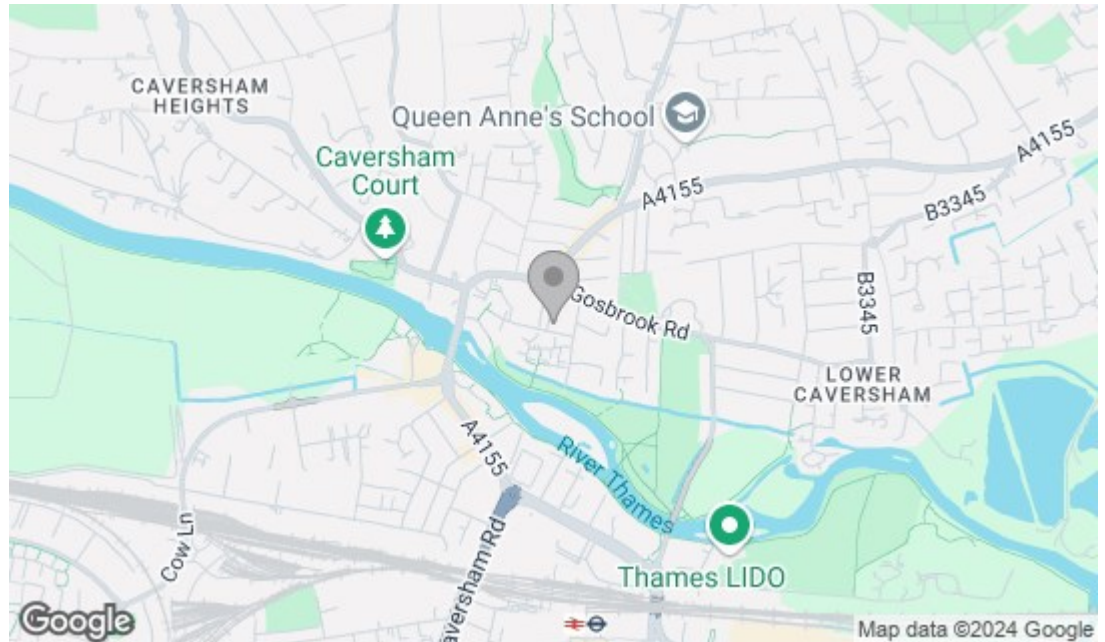 CAVERSHAM
HEIGHTS
Queen Anne's School
A4155
Caversham
Court
A4155
B3345
Gosbrook Rd
B3345
LOWER
CAVERSHAM
A4155
River Thames
Cow Ln
Caversham Rd
Thames LIDO
Google
Map data ©2024 Google